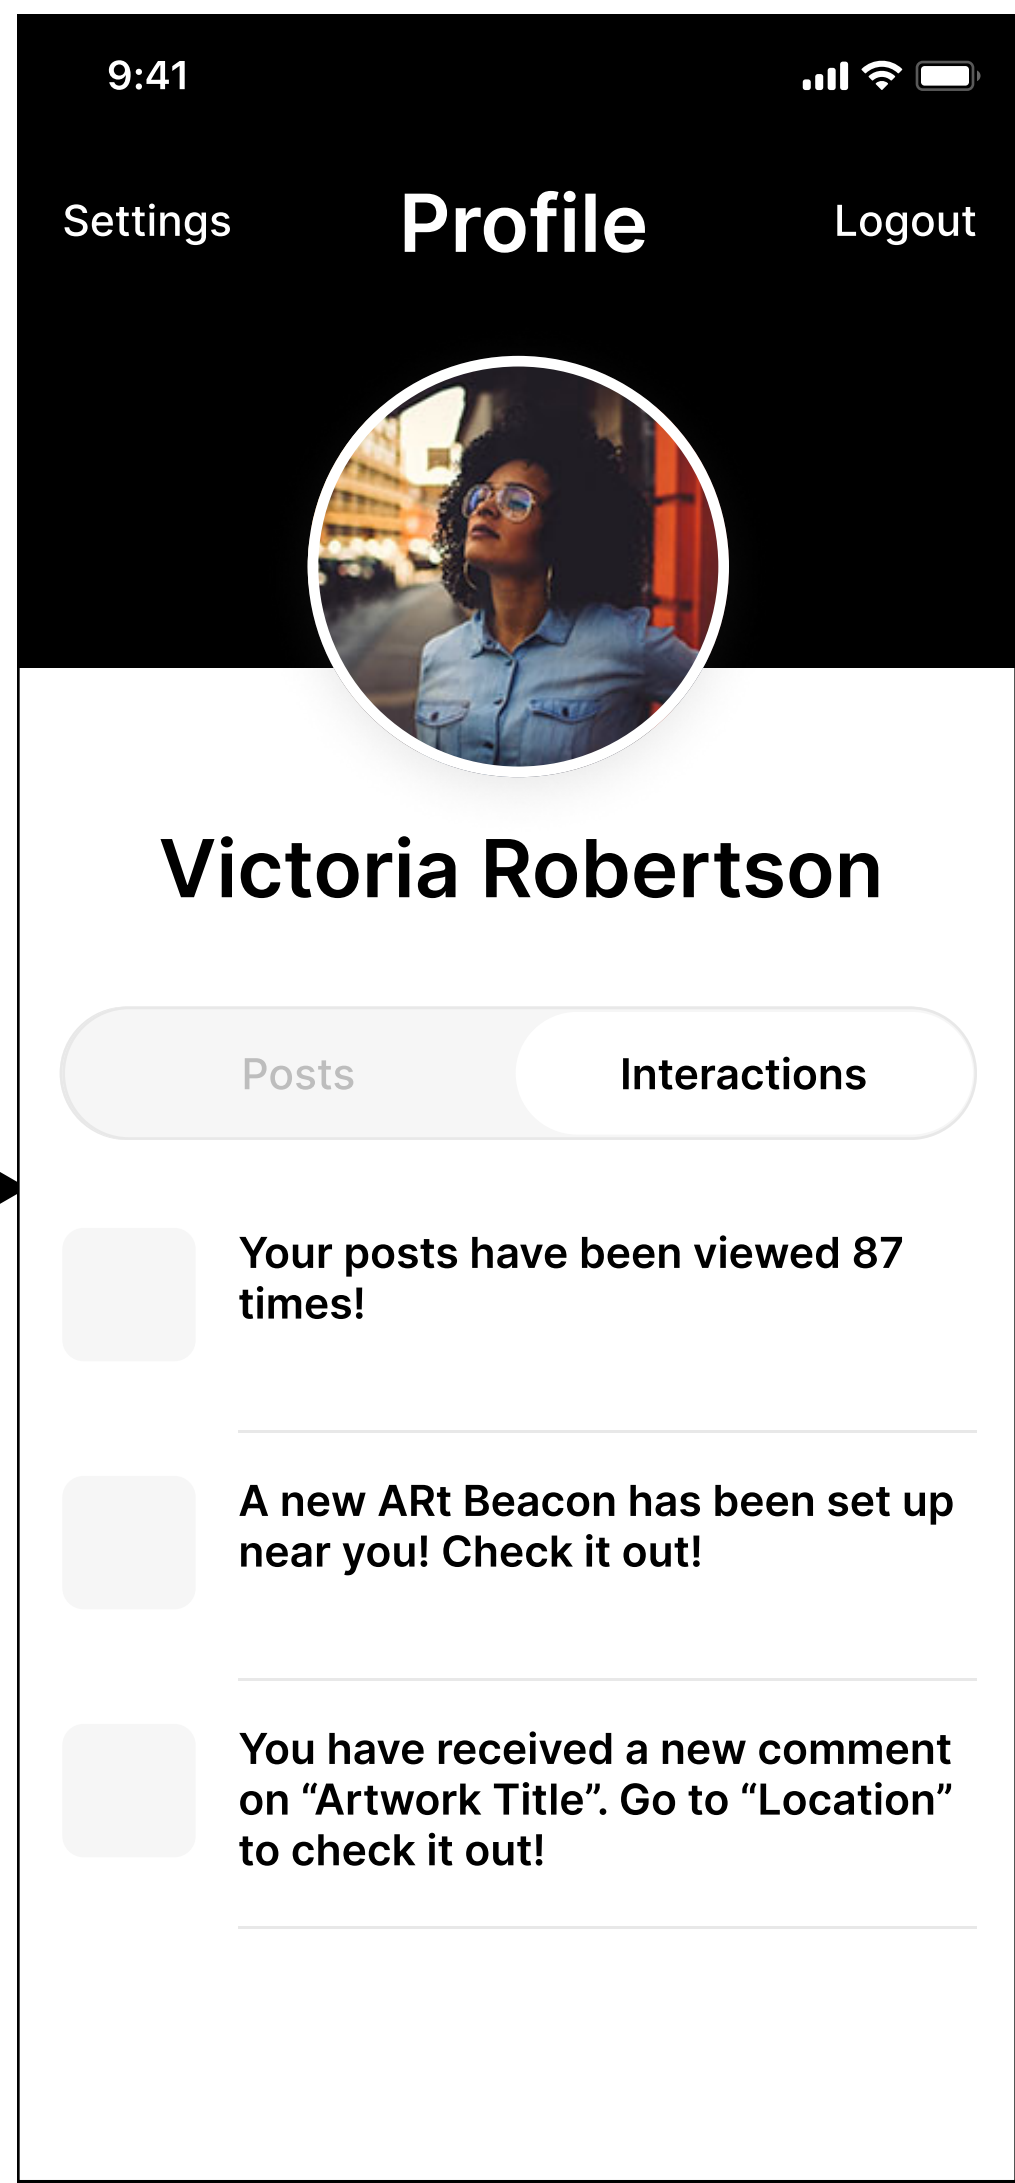 9:41
Settings
Profile
Logout
Victoria Robertson
Posts
Interactions
Your posts have been viewed 87
times!
A new ARt Beacon has been set up
near you! Check it out!
You have received a new comment
on “Artwork Title”. Go to “Location”
to check it out!